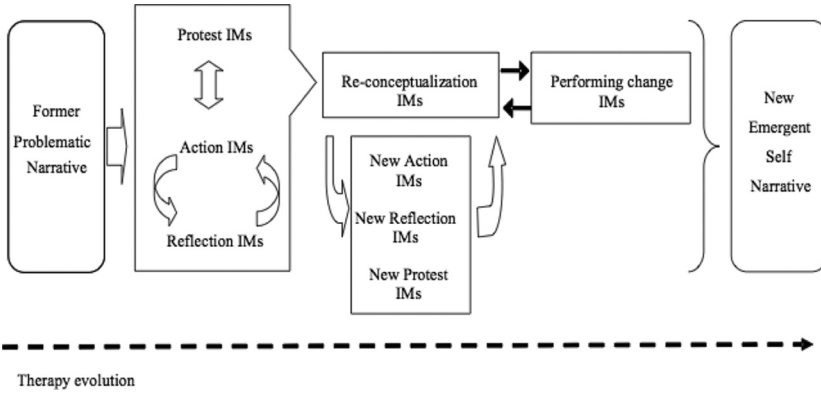 Former
Problematic
Narrative
Protest IMs
Action IMs
Reflection IMs
Re-conceptualization
IMs
Performing change
IMs
New Action
IMs
New Reflection
IMs
New Protest
IMs
New
Emergent
Self
Narrative
Therapy evolution